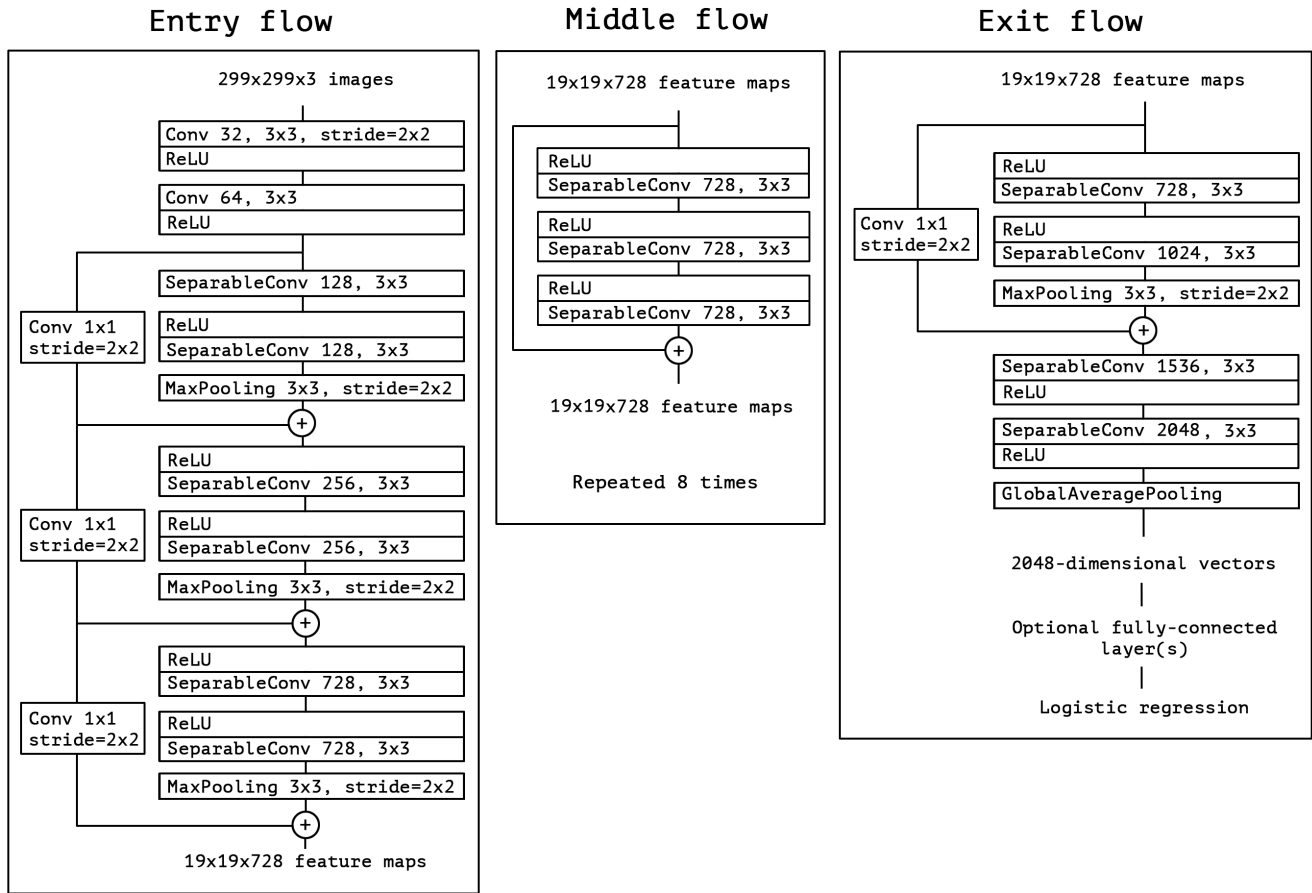 Entry flow
299x299x3 images
Conv 32, 3x3, stride=2x2
ReLU
Conv 64, 3x3
ReLU
SeparableConv 128, 3x3
Conv 1x1
stride=2x2
ReLU
SeparableConv 128, 3x3
MaxPooling 3x3, stride=2x2
+
ReLU
SeparableConv 256, 3x3
Conv 1x1
stride=2x2
ReLU
SeparableConv 256, 3x3
MaxPooling 3x3, stride=2x2
+
ReLU
SeparableConv 728, 3x3
Conv 1x1
stride=2x2
ReLU
SeparableConv 728, 3x3
MaxPooling 3x3, stride=2x2
+
19x19x728 feature maps
Middle flow
19x19x728 feature maps
ReLU
SeparableConv 728, 3x3
ReLU
SeparableConv 728, 3x3
ReLU
SeparableConv 728, 3x3
+
19x19x728 feature maps
Repeated 8 times
Exit flow
19x19x728 feature maps
ReLU
SeparableConv 728, 3x3
Conv 1x1
stride=2x2
ReLU
SeparableConv 1024, 3x3
MaxPooling 3x3, stride=2x2
+
SeparableConv 1536, 3x3
ReLU
SeparableConv 2048, 3x3
ReLU
GlobalAveragePooling
2048-dimensional vectors
Optional fully-connected
layer(s)
Logistic regression